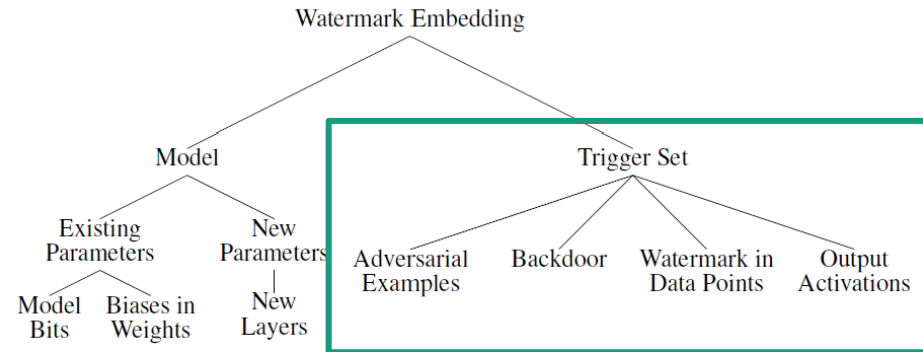 Watermark Embedding
Model
Trigger Set
Existing
Parameters
New
Parameters
Adversarial
Examples
Backdoor
Watermark in
Data Points
Output
Activations
Model
Bits
Biases in
Weights
New
Layers